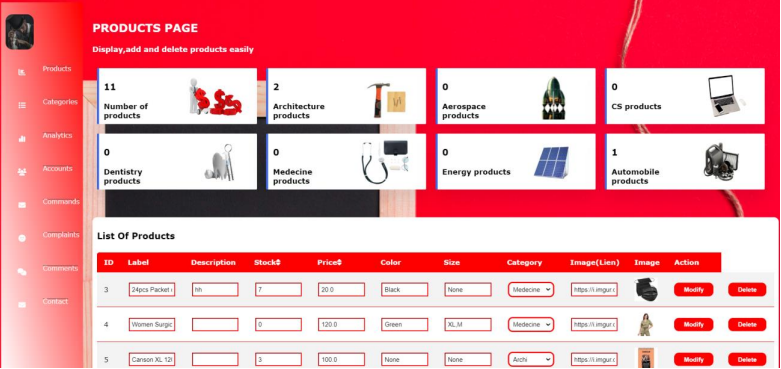 PRODUCTS PAGE
Display,add and delete products easily
Products
Categories
Analytics
Accounts
Commands
Complaints
Comments
Contact
11
Number of
products
2
Architecture
products
0
Aerospace
products
0
CS products
0
Dentistry
products
0
Medecine
products
0
Energy products
1
Automobile
products
List Of Products
ID Label Description Stock Price Color Size Category Image(Lien) Image Action
3 24pcs Packet hh 7 20.0 Black None Medecine https://i.imgur.c Modify Delete
4 Women Surgic 0 120.0 Green XL,M Medecine https://i.imgur.c Modify Delete
5 Canson XL 3 100.0 None None Archi https://i.imgur.c Modify Delete